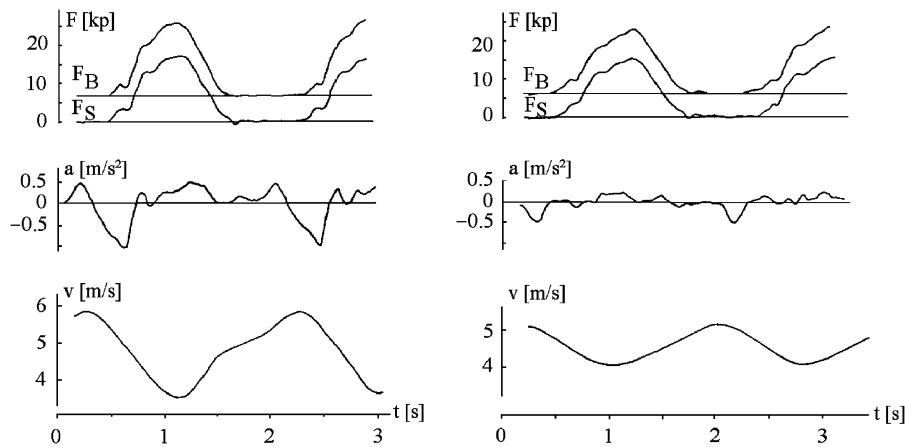 F [kp]
20
F_B
10
F_S
0
a [m/s²]
0.5
0
−0.5
v [m/s]
6
4
0 1 2 3 t [s]
F [kp]
20
F_B
10
F_S
0
a [m/s²]
0.5
0
−0.5
v [m/s]
5
4
0 1 2 3 t [s]